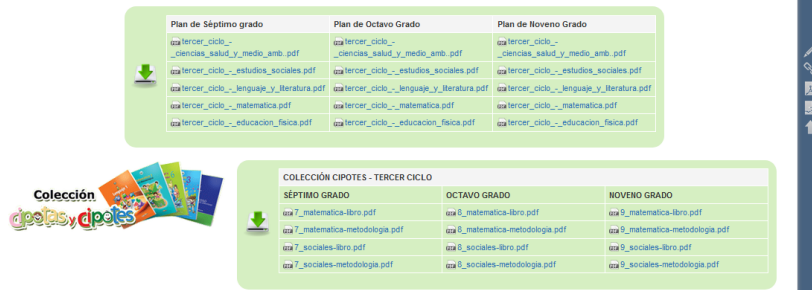 Plan de Séptimo grado Plan de Octavo Grado Plan de Noveno Grado
tercer_ciclo_- tercer_ciclo_- tercer_ciclo_-
_ciencias_salud_y_medio_amb..pdf _ciencias_salud_y_medio_amb..pdf _ciencias_salud_y_medio_amb..pdf
tercer_ciclo_-_estudios_sociales.pdf tercer_ciclo_-_estudios_sociales.pdf tercer_ciclo_-_estudios_sociales.pdf
tercer_ciclo_-_lenguaje_y_literatura.pdf tercer_ciclo_-_lenguaje_y_literatura.pdf tercer_ciclo_-_lenguaje_y_literatura.pdf
tercer_ciclo_-_matematica.pdf tercer_ciclo_-_matematica.pdf tercer_ciclo_-_matematica.pdf
tercer_ciclo_-_educacion_fisica.pdf tercer_ciclo_-_educacion_fisica.pdf tercer_ciclo_-_educacion_fisica.pdf
Colección
cipotas y cipotes
COLECCIÓN CIPOTES - TERCER CICLO
SÉPTIMO GRADO OCTAVO GRADO NOVENO GRADO
7_matematica-libro.pdf 8_matematica-libro.pdf 9_matematica-libro.pdf
7_matematica-metodologia.pdf 8_matematica-metodologia.pdf 9_matematica-metodologia.pdf
7_sociales-libro.pdf 8_sociales-libro.pdf 9_sociales-libro.pdf
7_sociales-metodologia.pdf 8_sociales-metodologia.pdf 9_sociales-metodologia.pdf